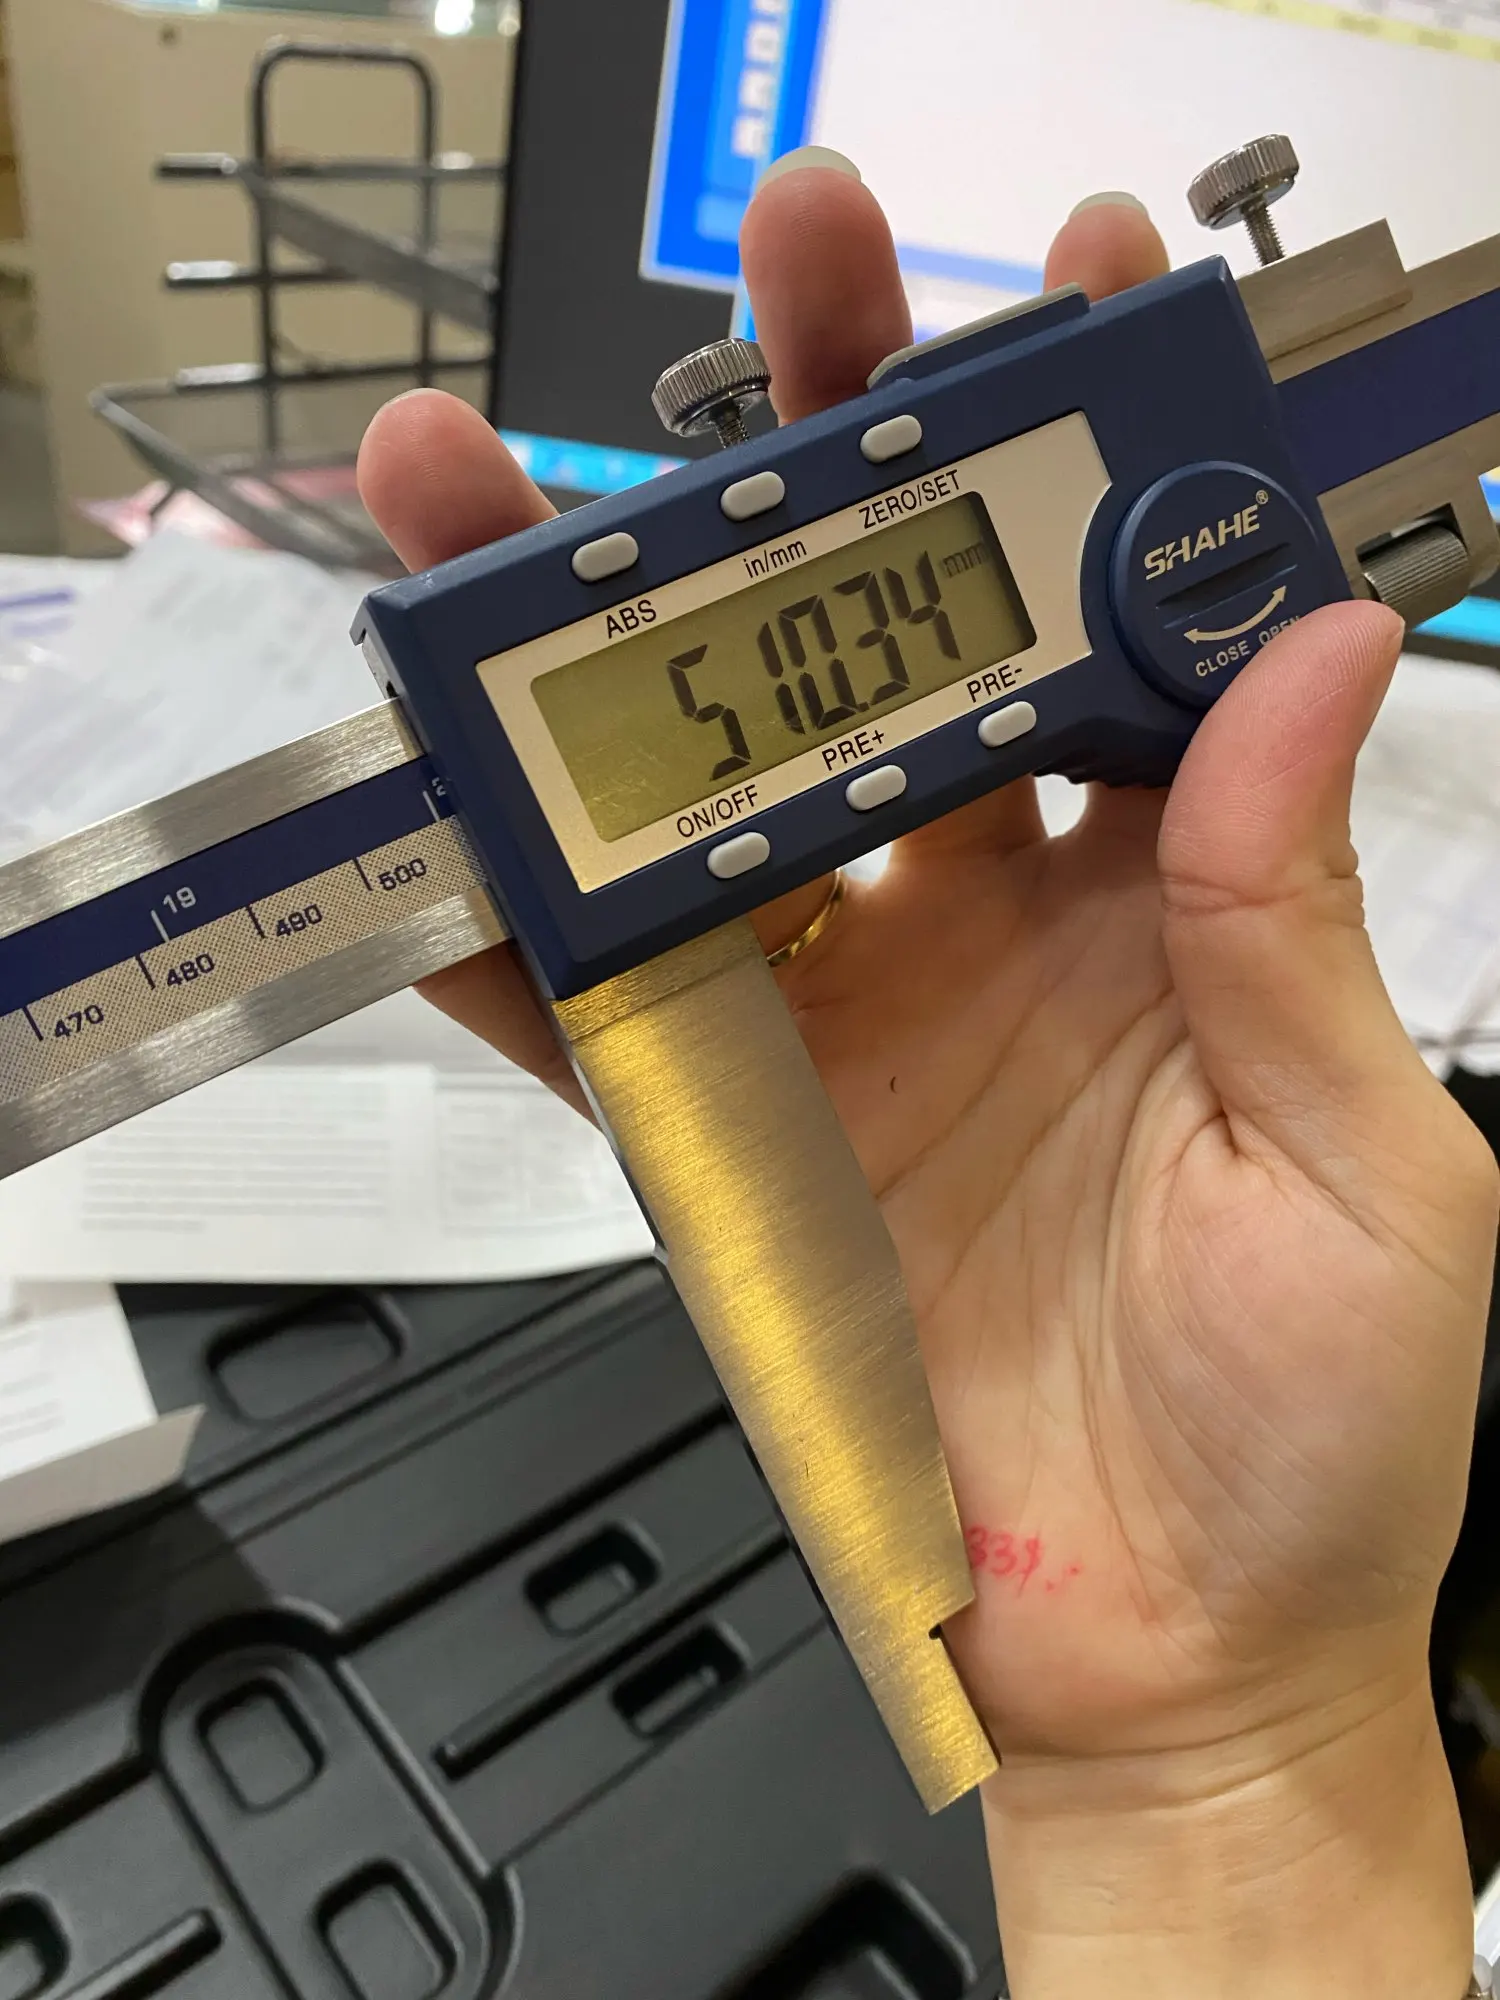 SHAHE®
CLOSE OPEN
ZERO/SET
in/mm
ABS
510.34 mm
PRE-
PRE+
ON/OFF
19
500
490
480
470